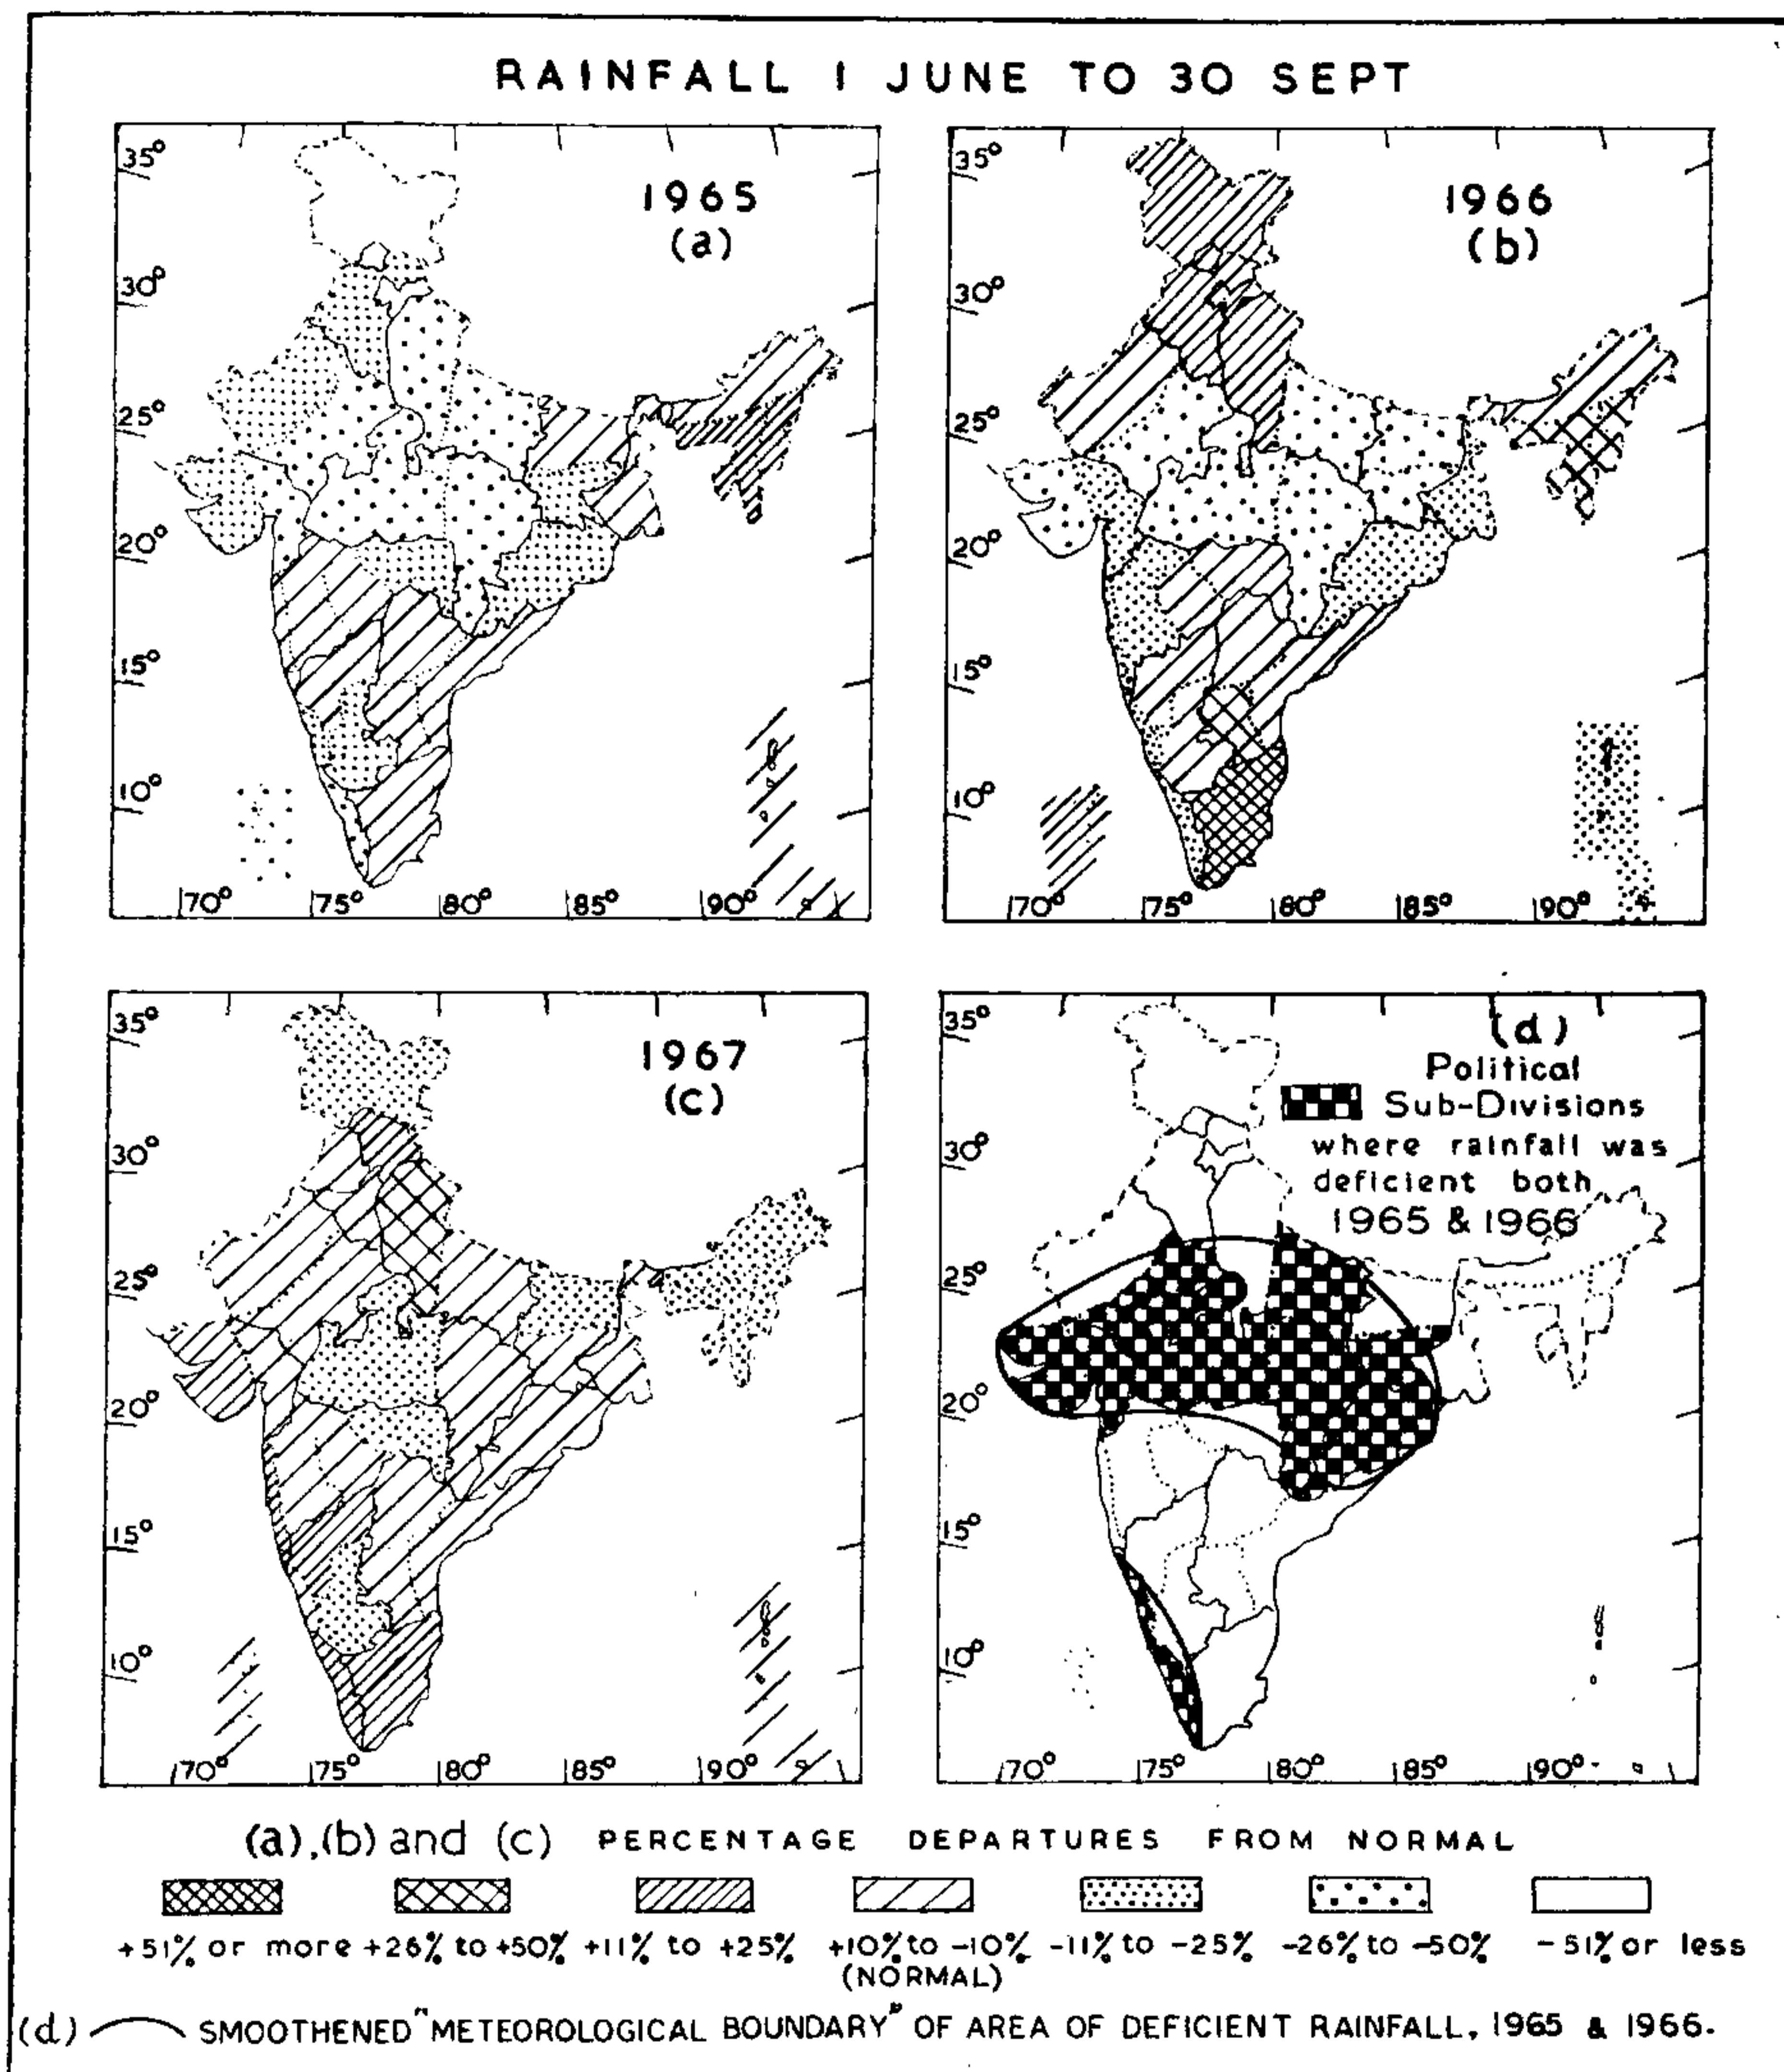 RAINFALL 1 JUNE TO 30 SEPT
1965
(a)
35°
30°
25°
20°
15°
10°
70° 75° 80° 85° 90°
1966
(b)
35°
30°
25°
20°
15°
10°
70° 75° 80° 85° 90°
1967
(c)
35°
30°
25°
20°
15°
10°
70° 75° 80° 85° 90°
(d)
Political
Sub-Divisions
where rainfall was
deficient both
1965 & 1966
35°
30°
25°
20°
15°
10°
70° 75° 80° 85° 90°
(a),(b) and (c) PERCENTAGE DEPARTURES FROM NORMAL
+51% or more +26% to +50% +11% to +25% +10% to -10% -11% to -25% -26% to -50% -51% or less
(NORMAL)
(d) SMOOTHENED "METEOROLOGICAL BOUNDARY" OF AREA OF DEFICIENT RAINFALL, 1965 & 1966.